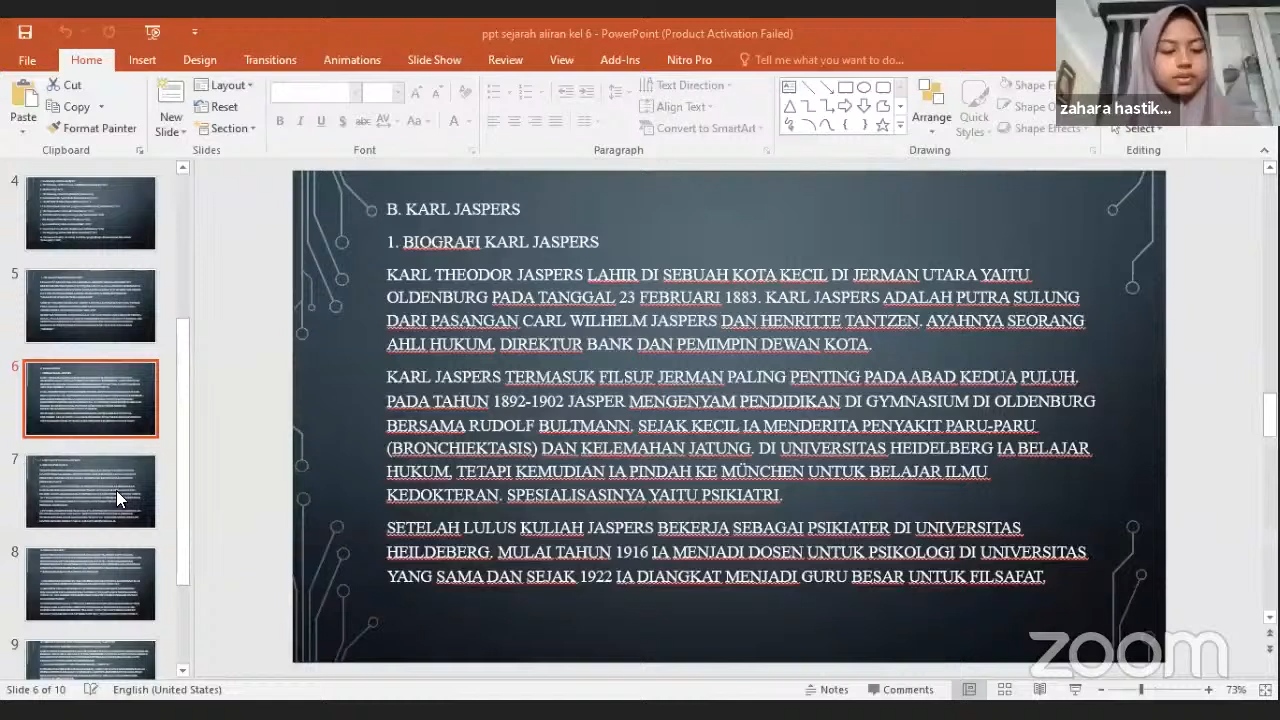 ppt sejarah aliran kel 6 - PowerPoint (Product Activation Failed)
File Home Insert Design Transitions Animations Slide Show Review View Add-Ins Nitro Pro Tell me what you want to do...
zahara hastik...
Paste Cut Copy Format Painter
New Slide Layout Reset Section
Text Direction Align Text Convert to SmartArt
Arrange Quick Styles Shape Effects Select
Clipboard Slides Font Paragraph Drawing Editing
4
5
6
7
8
9
B. KARL JASPERS
1. BIOGRAFI KARL JASPERS
KARL THEODOR JASPERS LAHIR DI SEBUAH KOTA KECIL DI JERMAN UTARA YAITU
OLDENBURG PADA TANGGAL 23 FEBRUARI 1883. KARL JASPERS ADALAH PUTRA SULUNG
DARI PASANGAN CARL WILHELM JASPERS DAN HENRIETTE TANTZEN. AYAHNYA SEORANG
AHLI HUKUM, DIREKTUR BANK DAN PEMIMPIN DEWAN KOTA.
KARL JASPERS TERMASUK FILSUF JERMAN PALING PENTING PADA ABAD KEDUA PULUH.
PADA TAHUN 1892-1901 JASPER MENGENYAM PENDIDIKAN DI GYMNASIUM DI OLDENBURG
BERSAMA RUDOLF BULTMANN. SEJAK KECIL IA MENDERITA PENYAKIT PARU-PARU
(BRONCHIEKTASIS) DAN KELEMAHAN JATUNG. DI UNIVERSITAS HEIDELBERG IA BELAJAR
HUKUM, TETAPI KEMUDIAN IA PINDAH KE UNTUK BELAJAR ILMU
KEDOKTERAN. SPESIALISASINYA YAITU PSIKIATRI.
SETELAH LULUS KULIAH JASPERS BEKERJA SEBAGAI PSIKIATER DI UNIVERSITAS
HEILDEBERG. MULAI TAHUN 1916 IA MENJADI DOSEN UNTUK PSIKOLOGI DI UNIVERSITAS
YANG SAMA DAN SEJAK 1922 IA GURU BESAR FILSAFAT.
zoom
Slide 6 of 10 English (United States) Notes Comments 73%